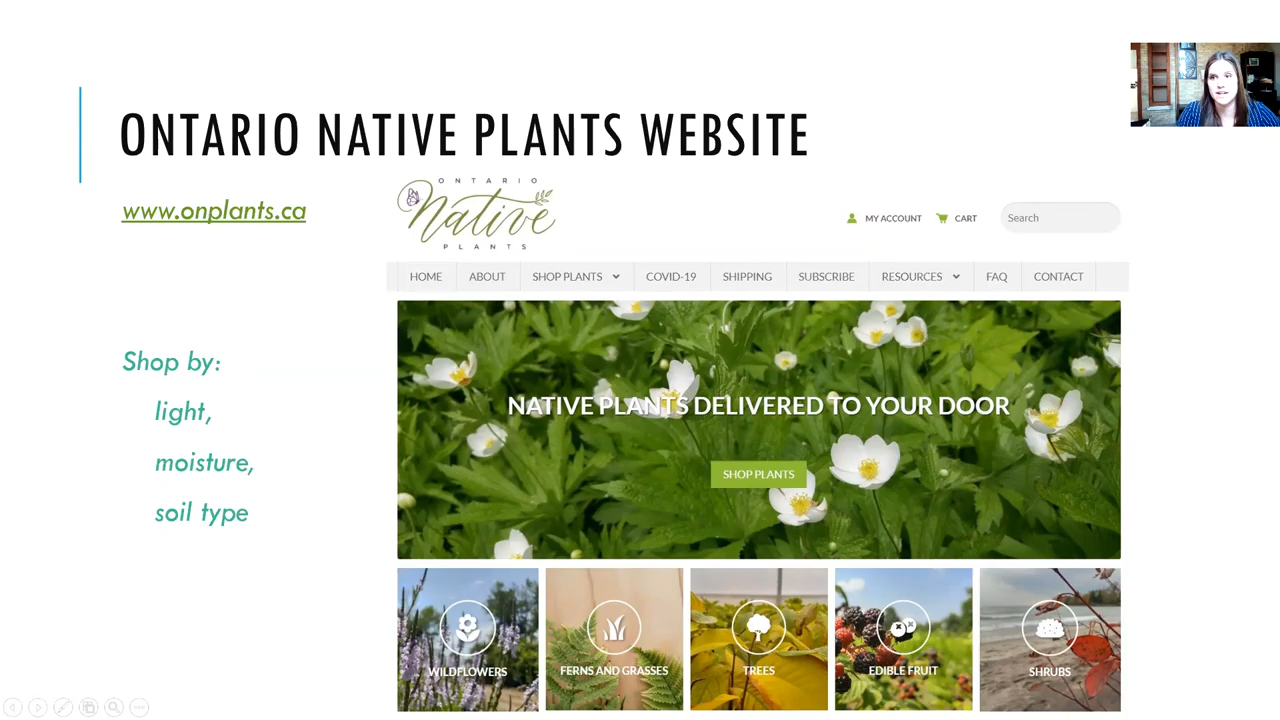 ONTARIO NATIVE PLANTS WEBSITE
www.onplants.ca
ONTARIO
native
PLANTS
MY ACCOUNT
CART
Search
HOME
ABOUT
SHOP PLANTS
COVID-19
SHIPPING
SUBSCRIBE
RESOURCES
FAQ
CONTACT
Shop by:
light,
moisture,
soil type
NATIVE PLANTS DELIVERED TO YOUR DOOR
SHOP PLANTS
WILDFLOWERS
FERNS AND GRASSES
TREES
EDIBLE FRUIT
SHRUBS